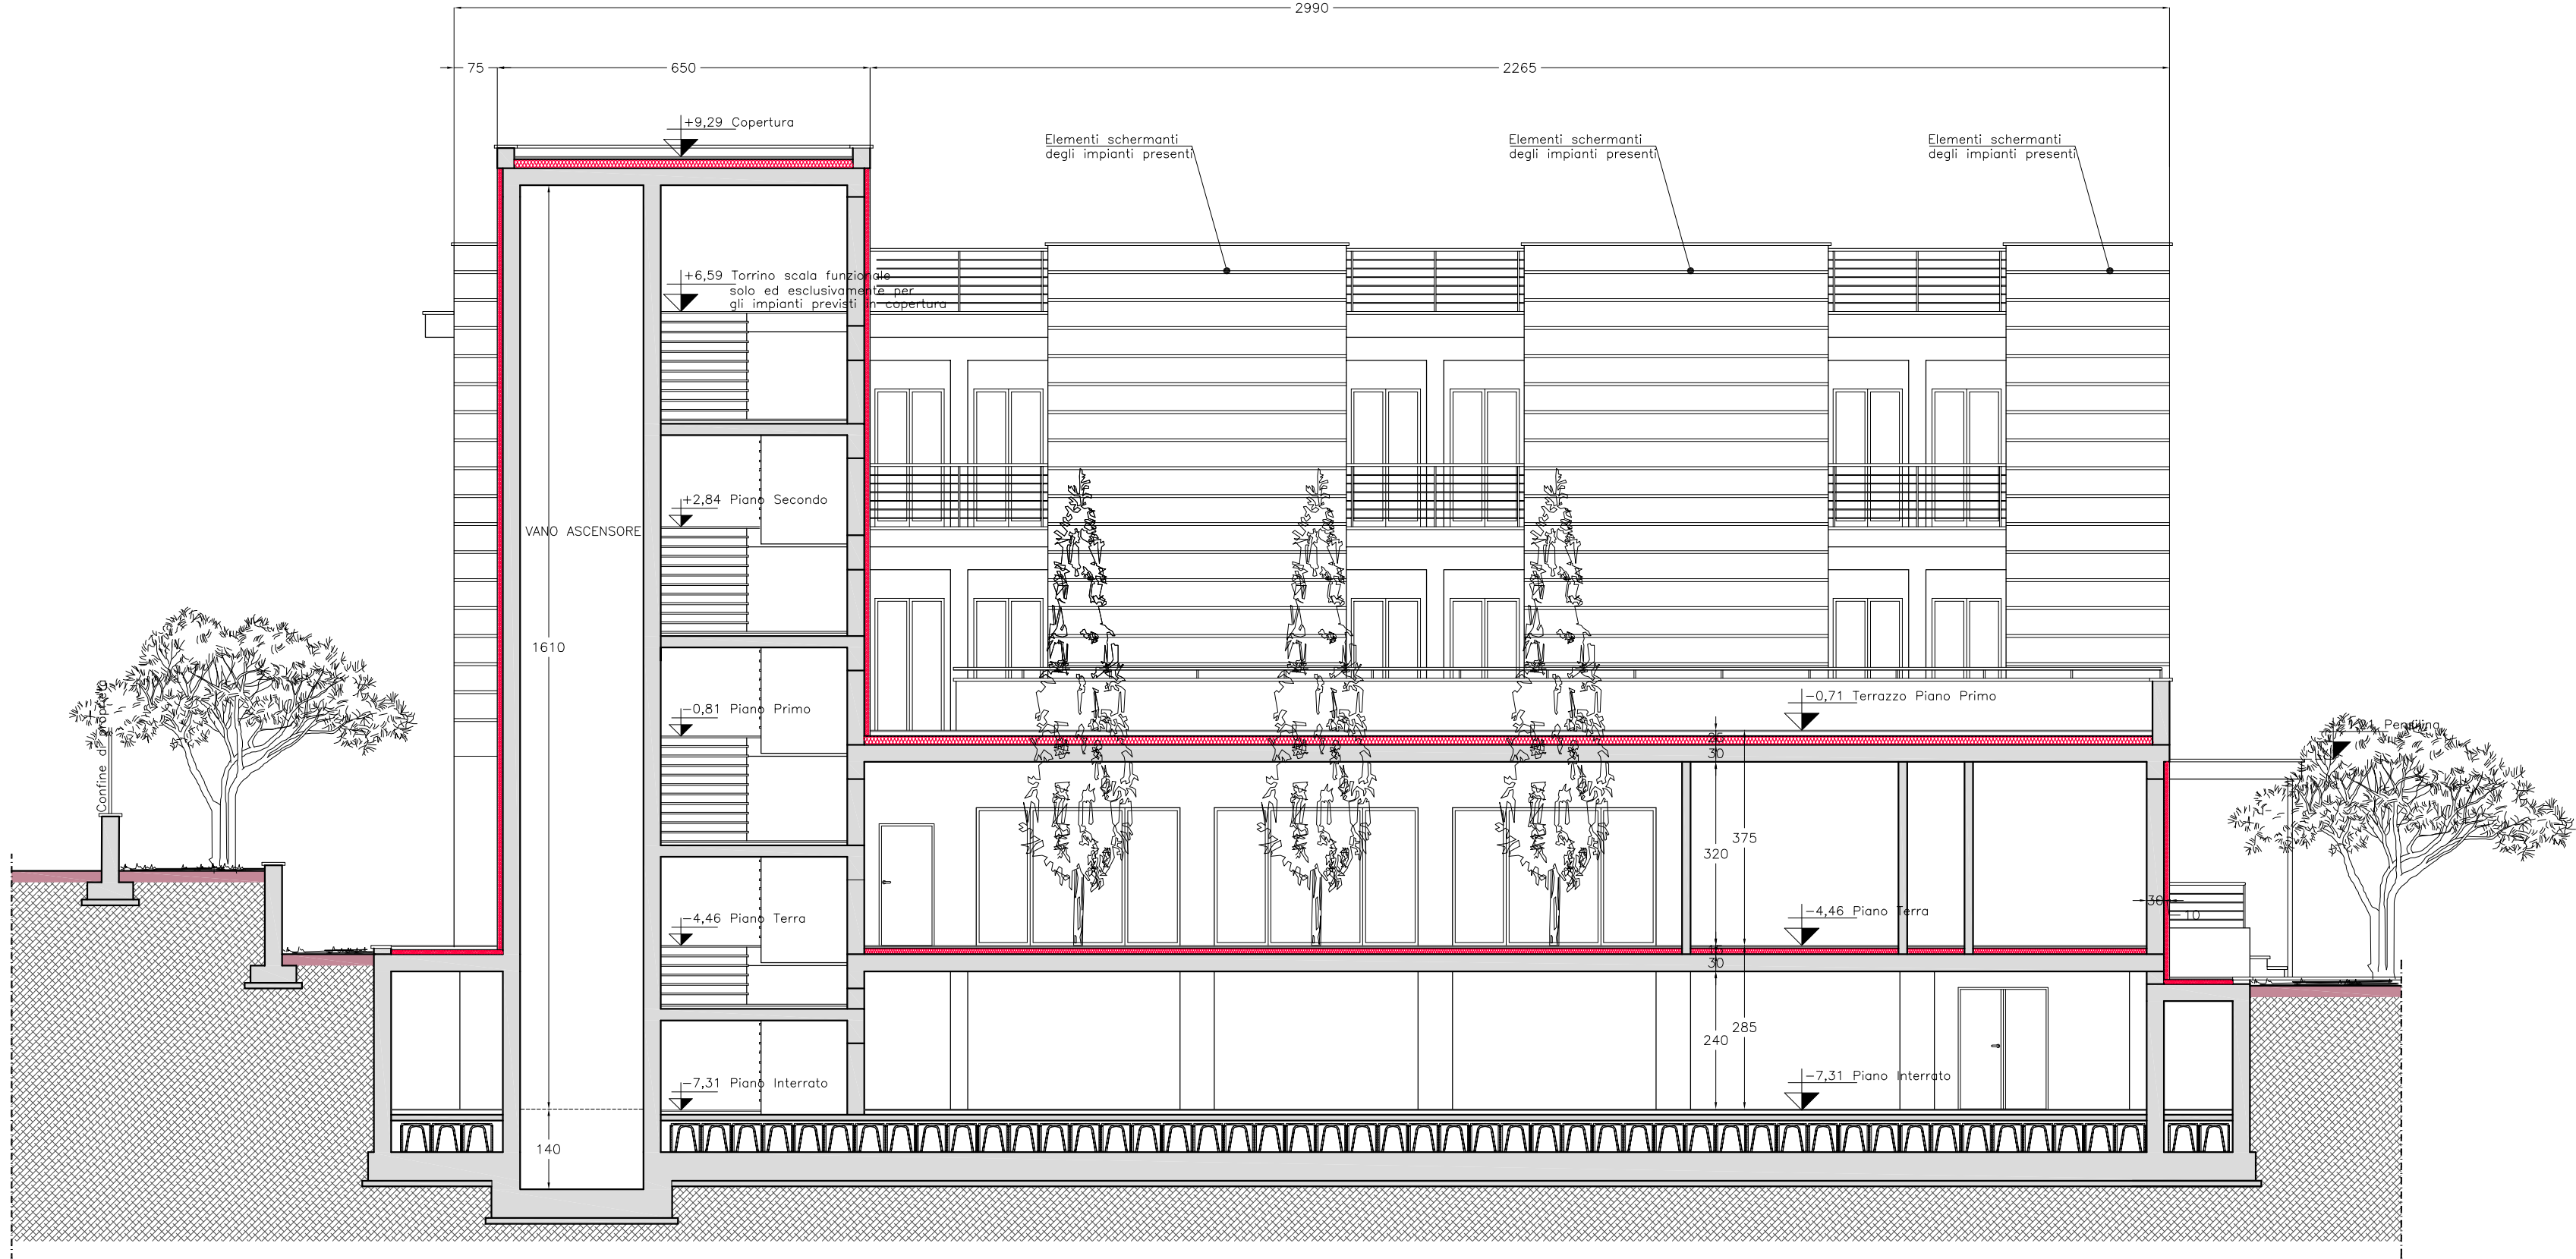 2990
75
650
2265
+9,29 Copertura
Elementi schermanti
degli impianti presenti
Elementi schermanti
degli impianti presenti
Elementi schermanti
degli impianti presenti
+6,59 Torrino scala funzionale
solo ed esclusivamente per
gli impianti previsti in copertura
+2,84 Piano Secondo
VANO ASCENSORE
1610
Confine di proprietà
-0,81 Piano Primo
-0,71 Terrazzo Piano Primo
Pensilina
25
30
375
320
-4,46 Piano Terra
-4,46 Piano Terra
30
10
15
30
285
240
-7,31 Piano Interrato
-7,31 Piano Interrato
140